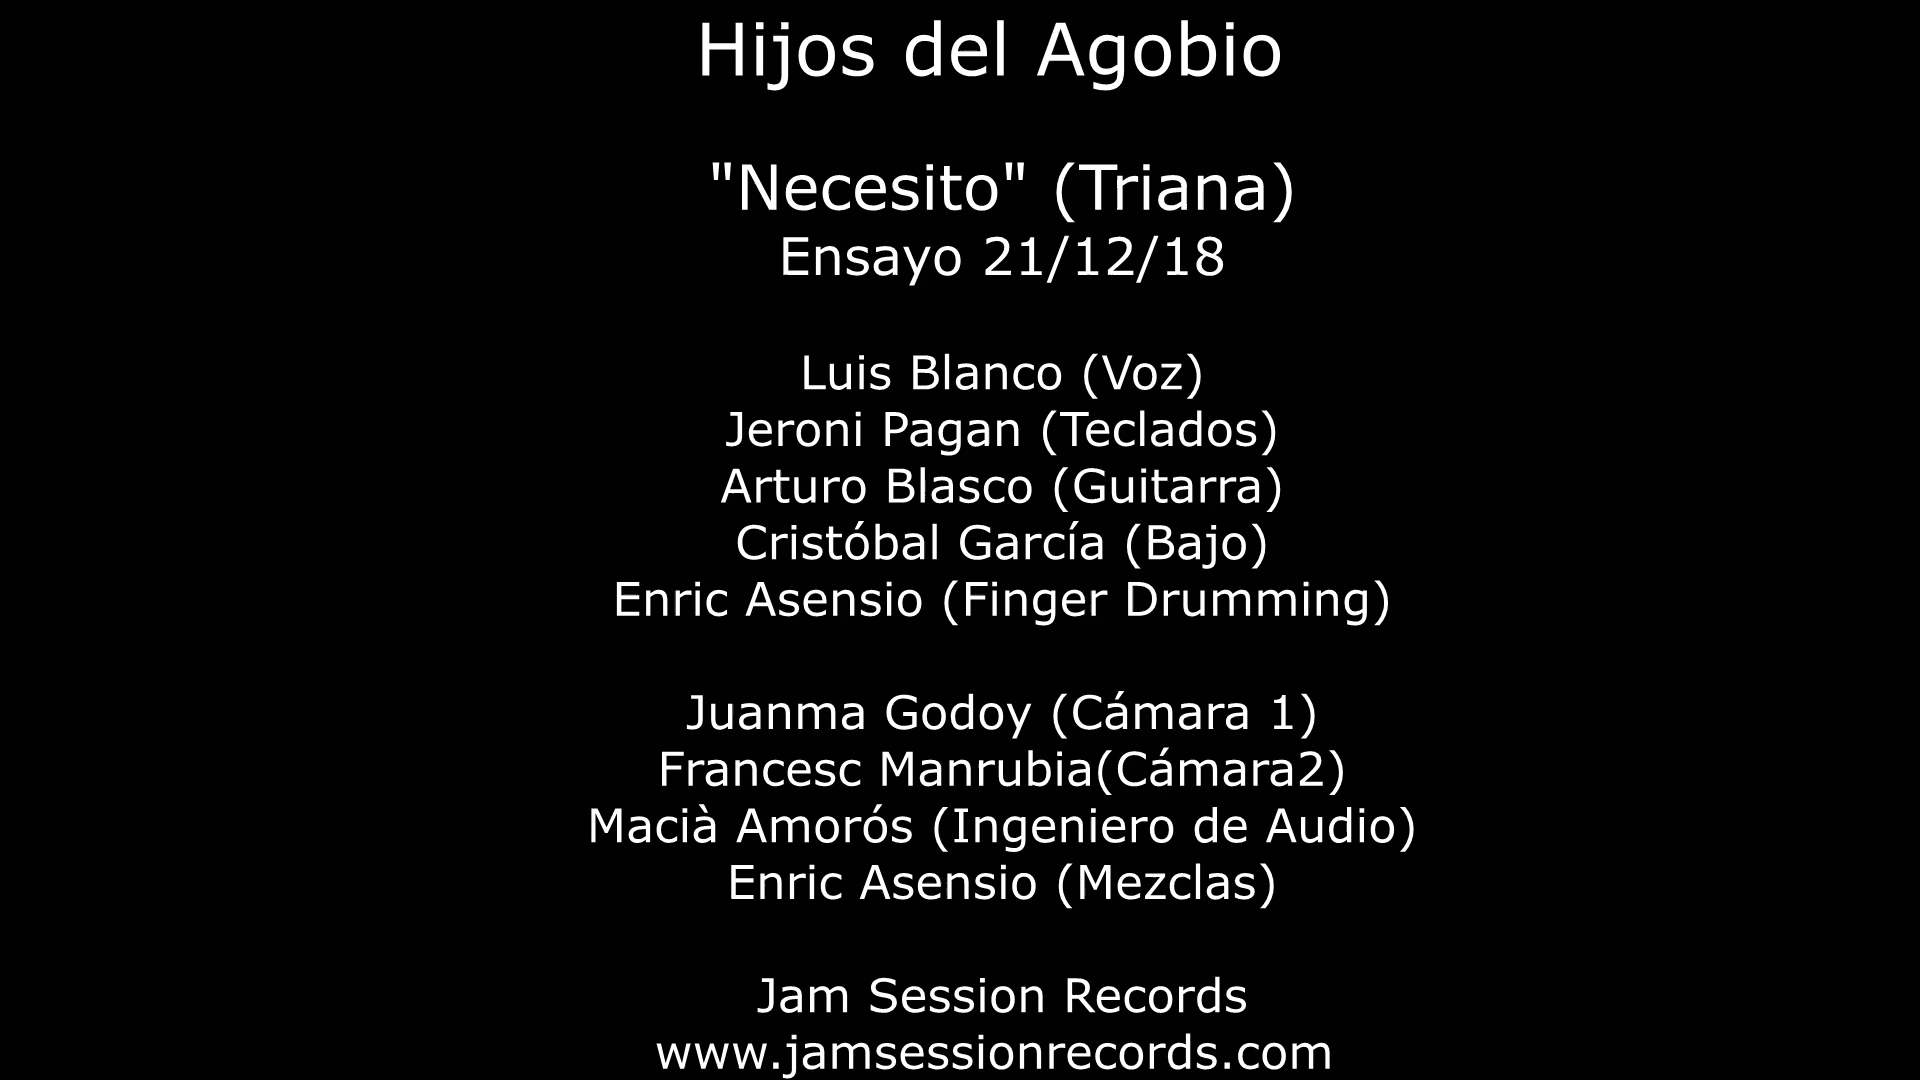 Hijos del Agobio
"Necesito" (Triana)
Ensayo 21/12/18
Luis Blanco (Voz)
Jeroni Pagan (Teclados)
Arturo Blasco (Guitarra)
Cristóbal García (Bajo)
Enric Asensio (Finger Drumming)
Juanma Godoy (Cámara 1)
Francesc Manrubia(Cámara2)
Macià Amorós (Ingeniero de Audio)
Enric Asensio (Mezclas)
Jam Session Records
www.jamsessionrecords.com